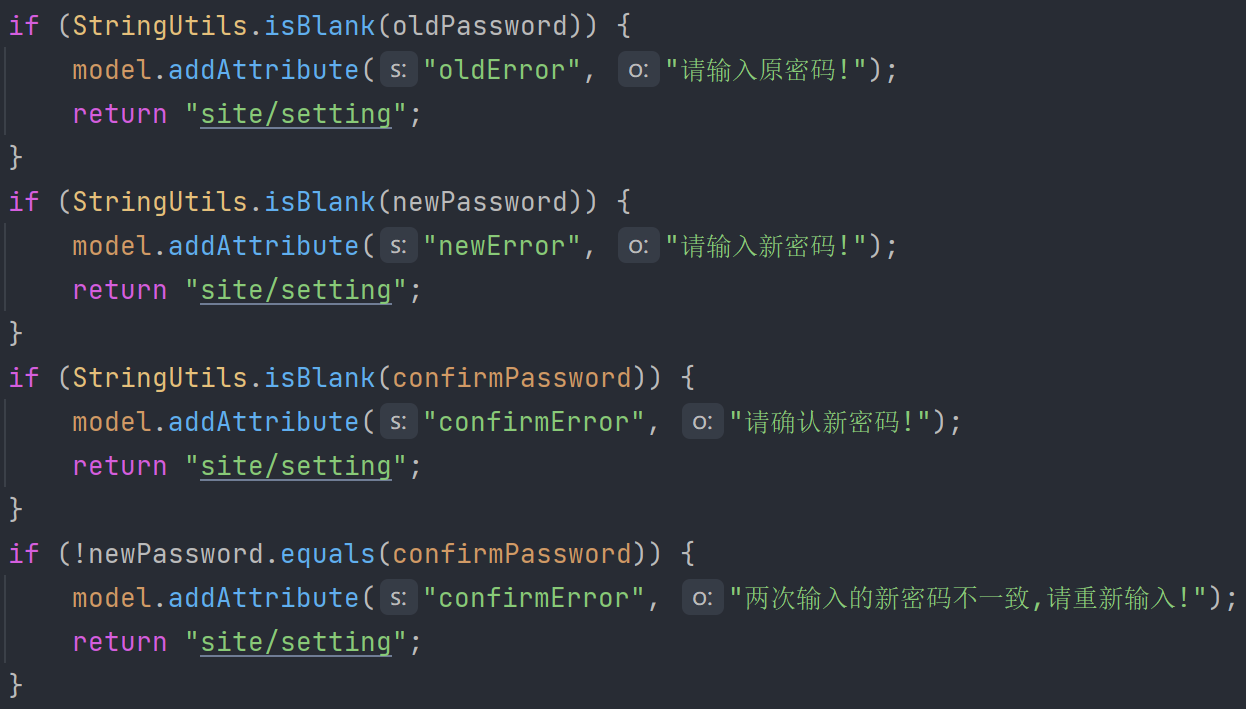 if (StringUtils.isBlank(oldPassword)) {
    model.addAttribute( s: "oldError", o: "请输入原密码!");
    return "site/setting";
}
if (StringUtils.isBlank(newPassword)) {
    model.addAttribute( s: "newError", o: "请输入新密码!");
    return "site/setting";
}
if (StringUtils.isBlank(confirmPassword)) {
    model.addAttribute( s: "confirmError", o: "请确认新密码!");
    return "site/setting";
}
if (!newPassword.equals(confirmPassword)) {
    model.addAttribute( s: "confirmError", o: "两次输入的新密码不一致,请重新输入!");
    return "site/setting";
}